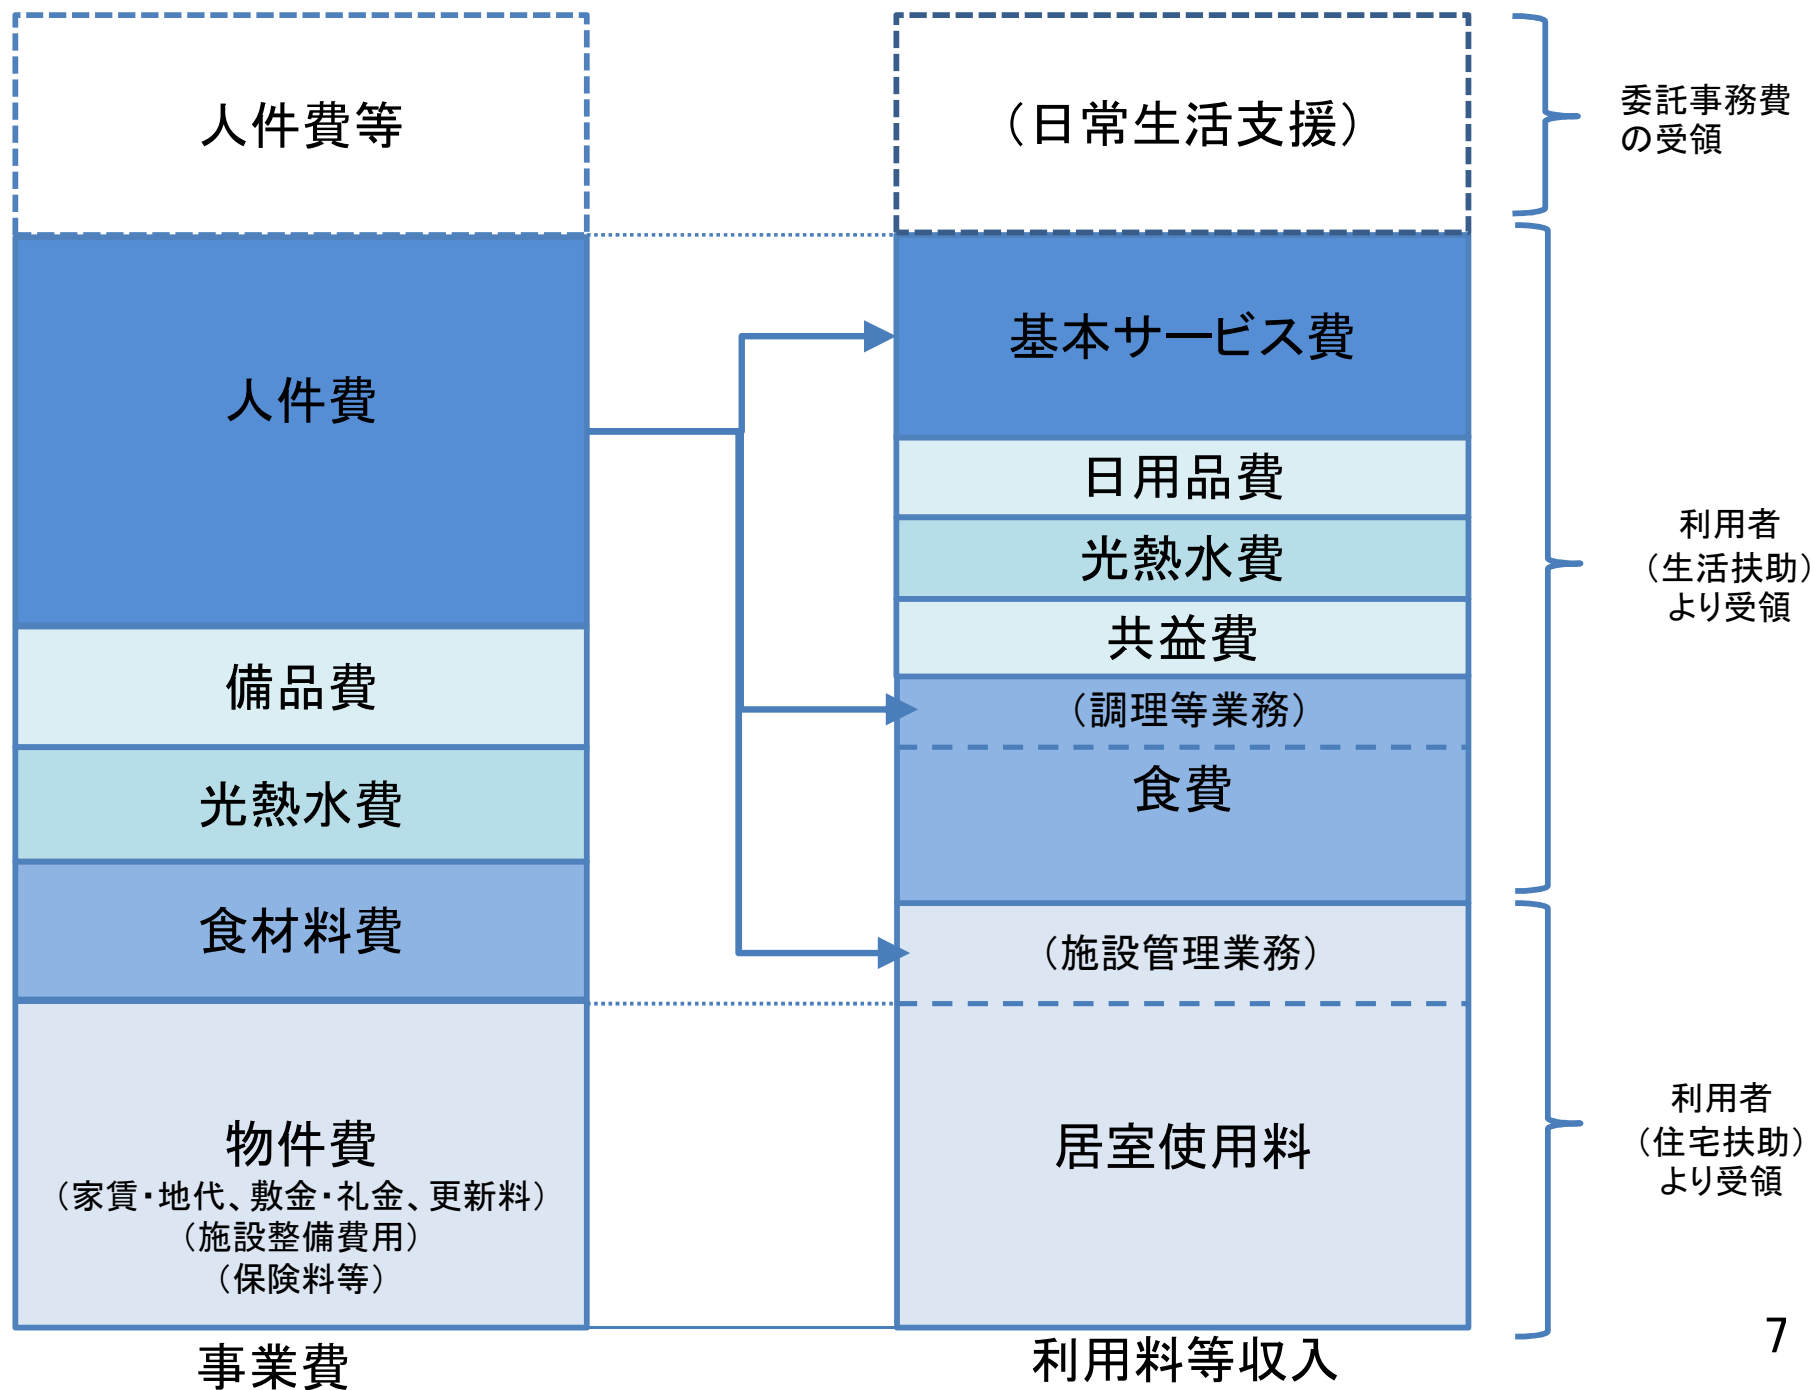 人件費等
人件費
備品費
光熱水費
食材料費
物件費
（家賃・地代、敷金・礼金、更新料）
（施設整備費用）
（保険料等）
事業費
（日常生活支援）
基本サービス費
日用品費
光熱水費
共益費
（調理等業務）
食費
（施設管理業務）
居室使用料
利用料等収入
委託事務費
の受領
利用者
（生活扶助）
より受領
利用者
（住宅扶助）
より受領
7